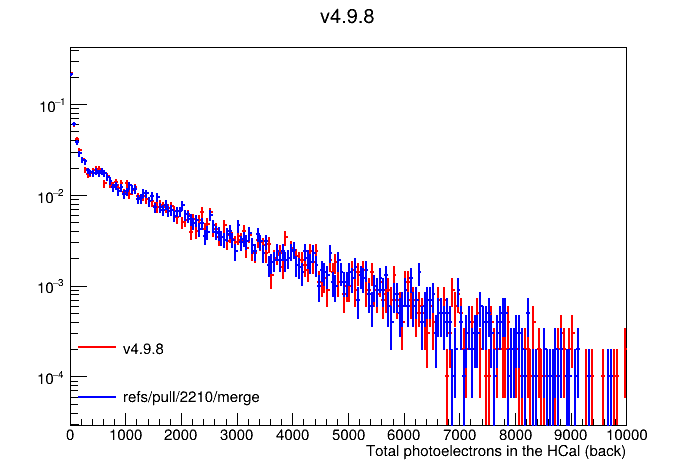 v4.9.8
10⁻¹
10⁻²
10⁻³
10⁻⁴
v4.9.8
refs/pull/2210/merge
0 1000 2000 3000 4000 5000 6000 7000 8000 9000 10000
Total photoelectrons in the HCal (back)